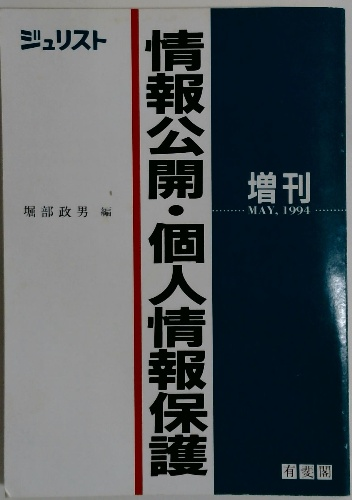 ジュリスト
情報公開・個人情報保護
増刊
MAY, 1994
堀部政男 編
有斐閣